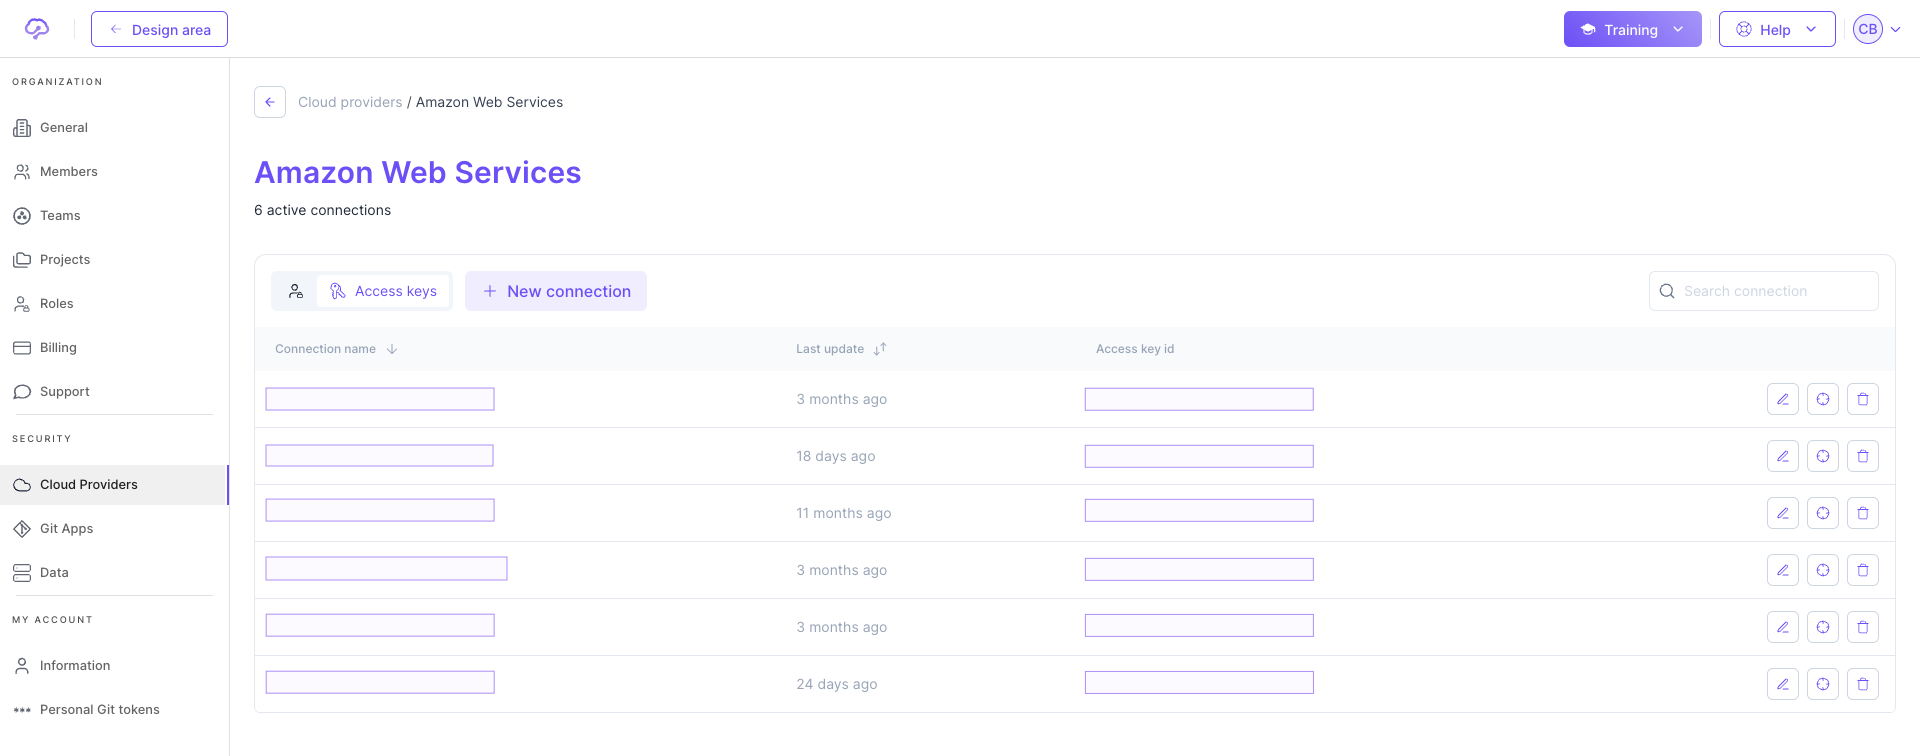 Design area
Training
Help
CB
ORGANIZATION
General
Members
Teams
Projects
Roles
Billing
Support
SECURITY
Cloud Providers
Git Apps
Data
MY ACCOUNT
Information
Personal Git tokens
Cloud providers / Amazon Web Services
Amazon Web Services
6 active connections
Access keys
New connection
Search connection
Connection name
Last update
Access key id
3 months ago
18 days ago
11 months ago
3 months ago
3 months ago
24 days ago